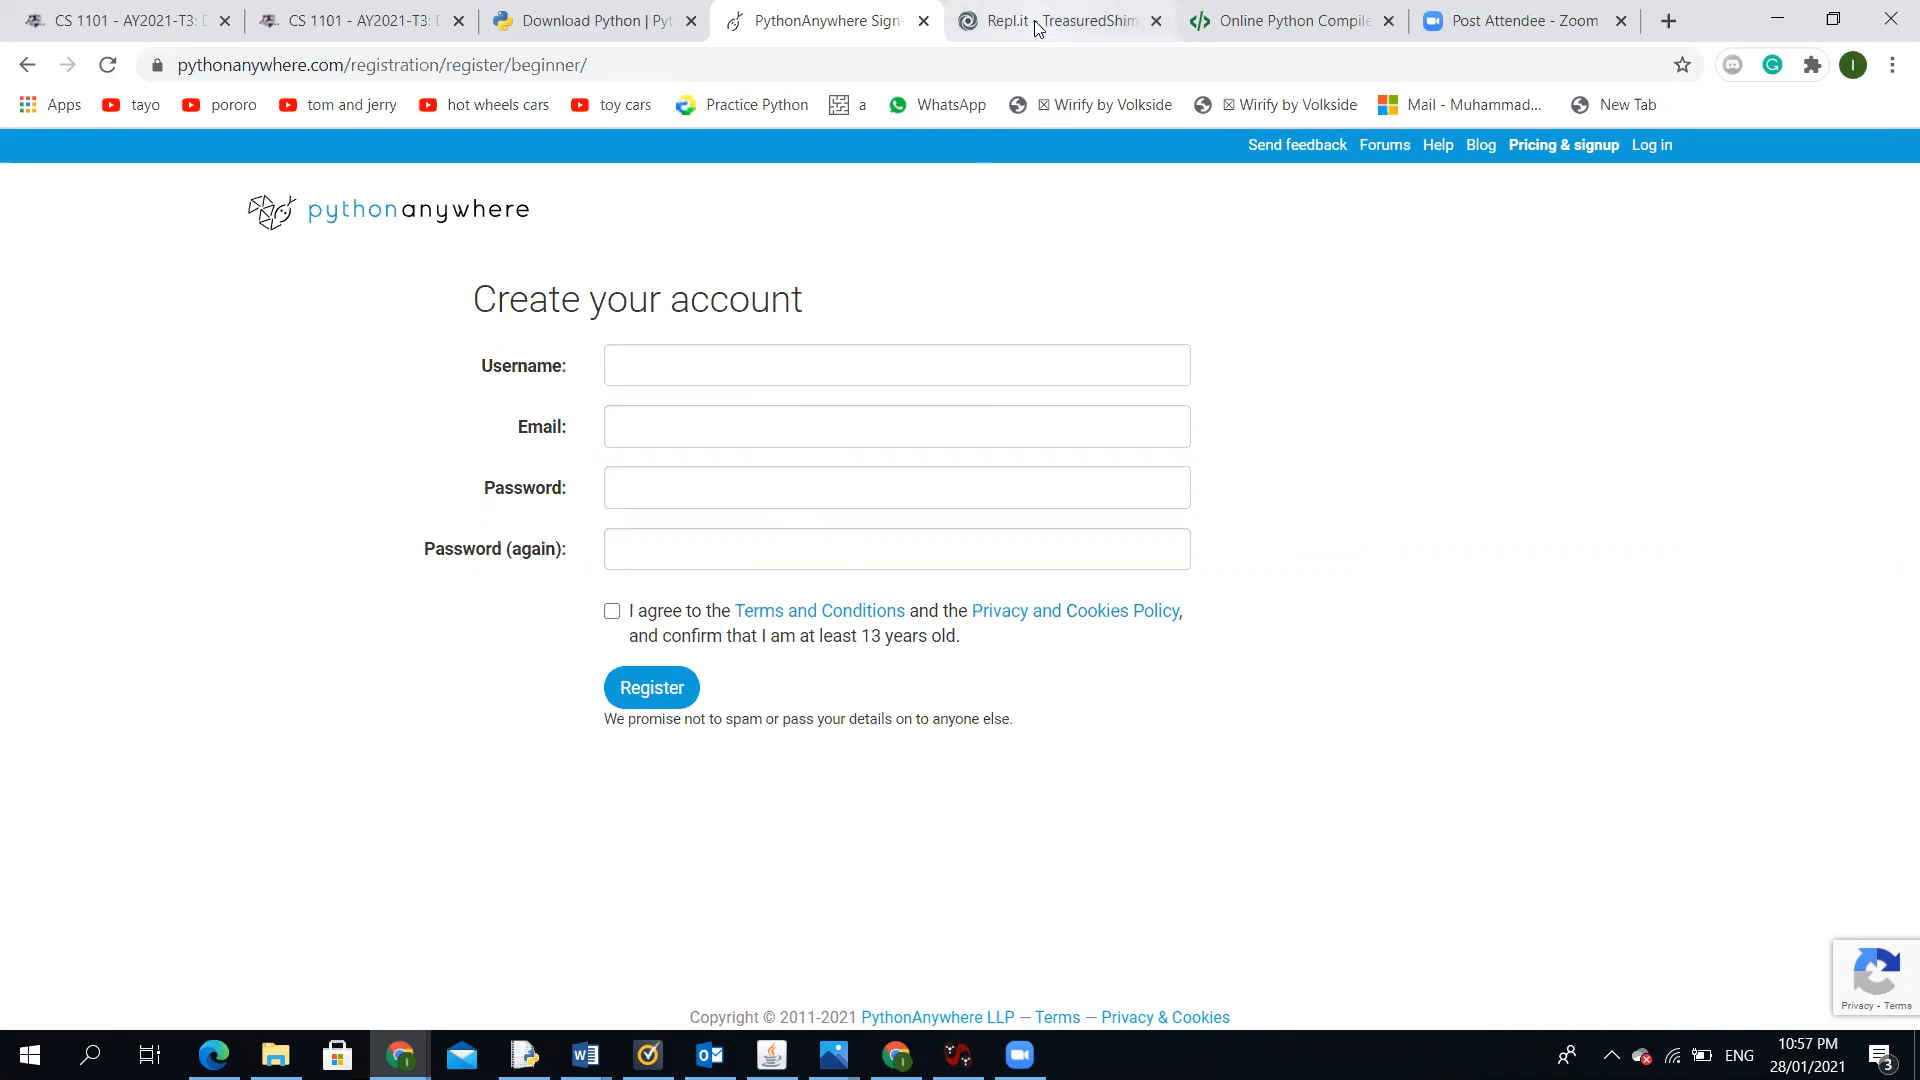 CS 1101 - AY2021-T3: D
CS 1101 - AY2021-T3: D
Download Python | Pyt
PythonAnywhere Sign-
Repl.it - TreasuredShim
Online Python Compile
Post Attendee - Zoom
pythonanywhere.com/registration/register/beginner/
I
Apps
tayo
pororo
tom and jerry
hot wheels cars
toy cars
Practice Python
a
WhatsApp
☒ Wirify by Volkside
☒ Wirify by Volkside
Mail - Muhammad...
New Tab
Send feedback Forums Help Blog Pricing & signup Log in
pythonanywhere
Create your account
Username:
Email:
Password:
Password (again):
I agree to the Terms and Conditions and the Privacy and Cookies Policy,
and confirm that I am at least 13 years old.
Register
We promise not to spam or pass your details on to anyone else.
Privacy - Terms
Copyright © 2011-2021 PythonAnywhere LLP — Terms — Privacy & Cookies
ENG
10:57 PM
28/01/2021
3